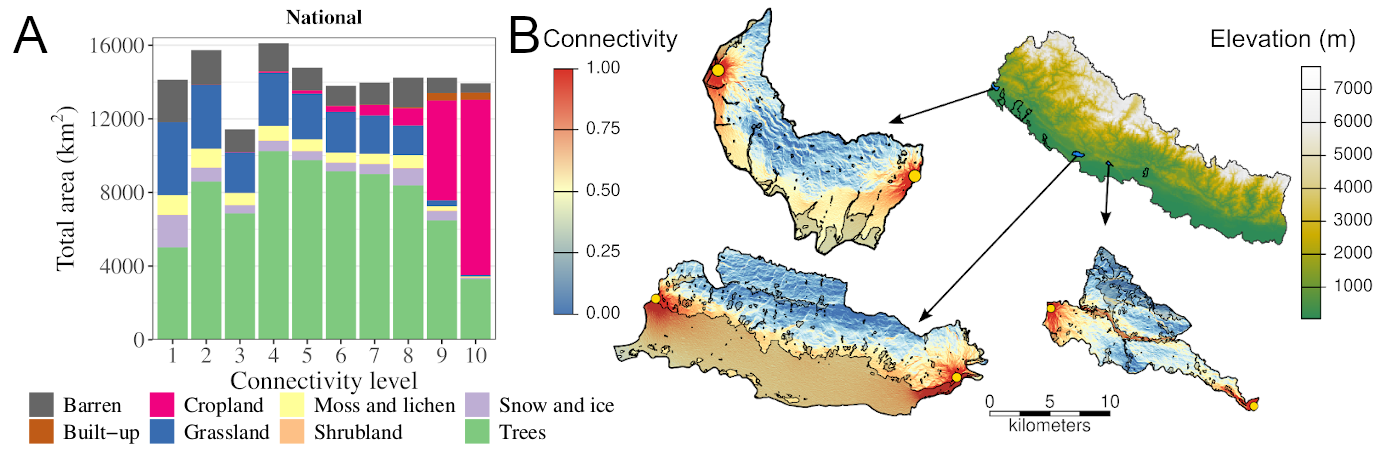 A
National
Total area (km²)
16000
12000
8000
4000
0
1 2 3 4 5 6 7 8 9 10
Connectivity level
Barren Cropland Moss and lichen Snow and ice
Built−up Grassland Shrubland Trees
B
Connectivity
1.00
0.75
0.50
0.25
0.00
Elevation (m)
7000
6000
5000
4000
3000
2000
1000
0 5 10
kilometers